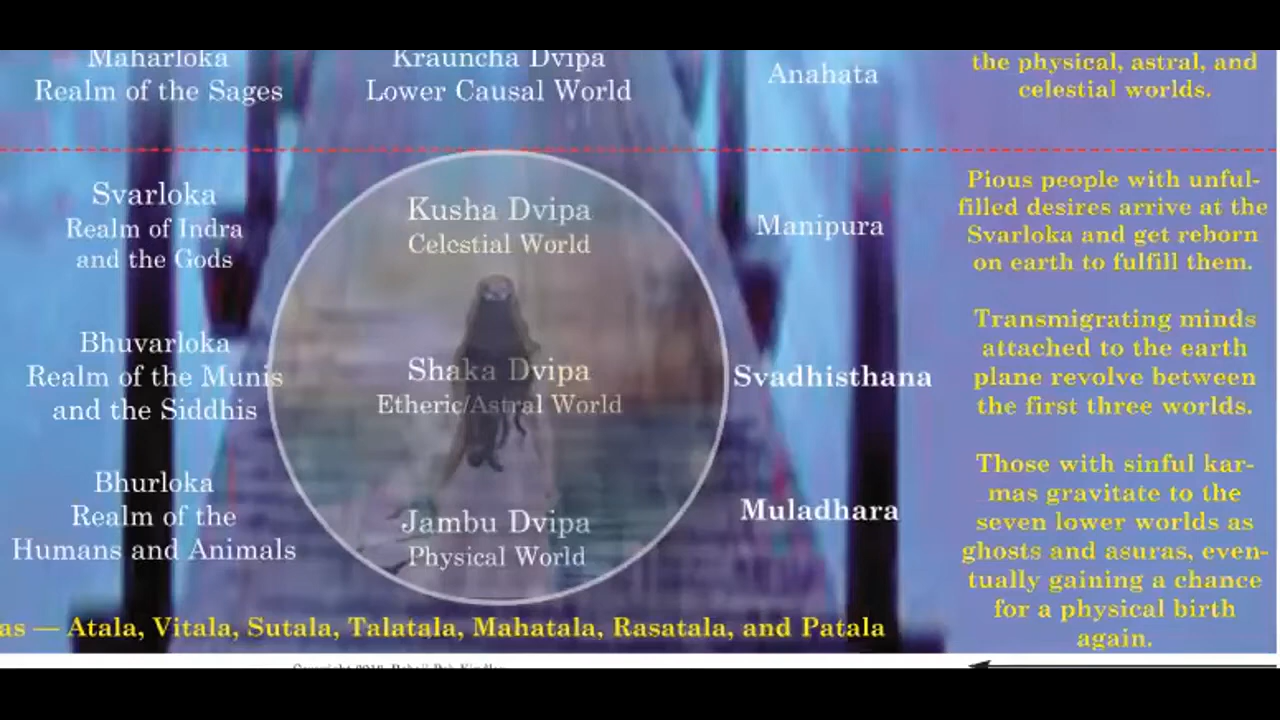 Maharloka
Realm of the Sages
Krauncha Dvipa
Lower Causal World
Anahata
the physical, astral, and
celestial worlds.
Svarloka
Realm of Indra
and the Gods
Kusha Dvipa
Celestial World
Manipura
Pious people with unful-
filled desires arrive at the
Svarloka and get reborn
on earth to fulfill them.
Bhuvarloka
Realm of the Munis
and the Siddhis
Shaka Dvipa
Etheric/Astral World
Svadhisthana
Transmigrating minds
attached to the earth
plane revolve between
the first three worlds.
Bhurloka
Realm of the
Humans and Animals
Jambu Dvipa
Physical World
Muladhara
Those with sinful kar-
mas gravitate to the
seven lower worlds as
ghosts and asuras, even-
tually gaining a chance
for a physical birth
again.
as — Atala, Vitala, Sutala, Talatala, Mahatala, Rasatala, and Patala